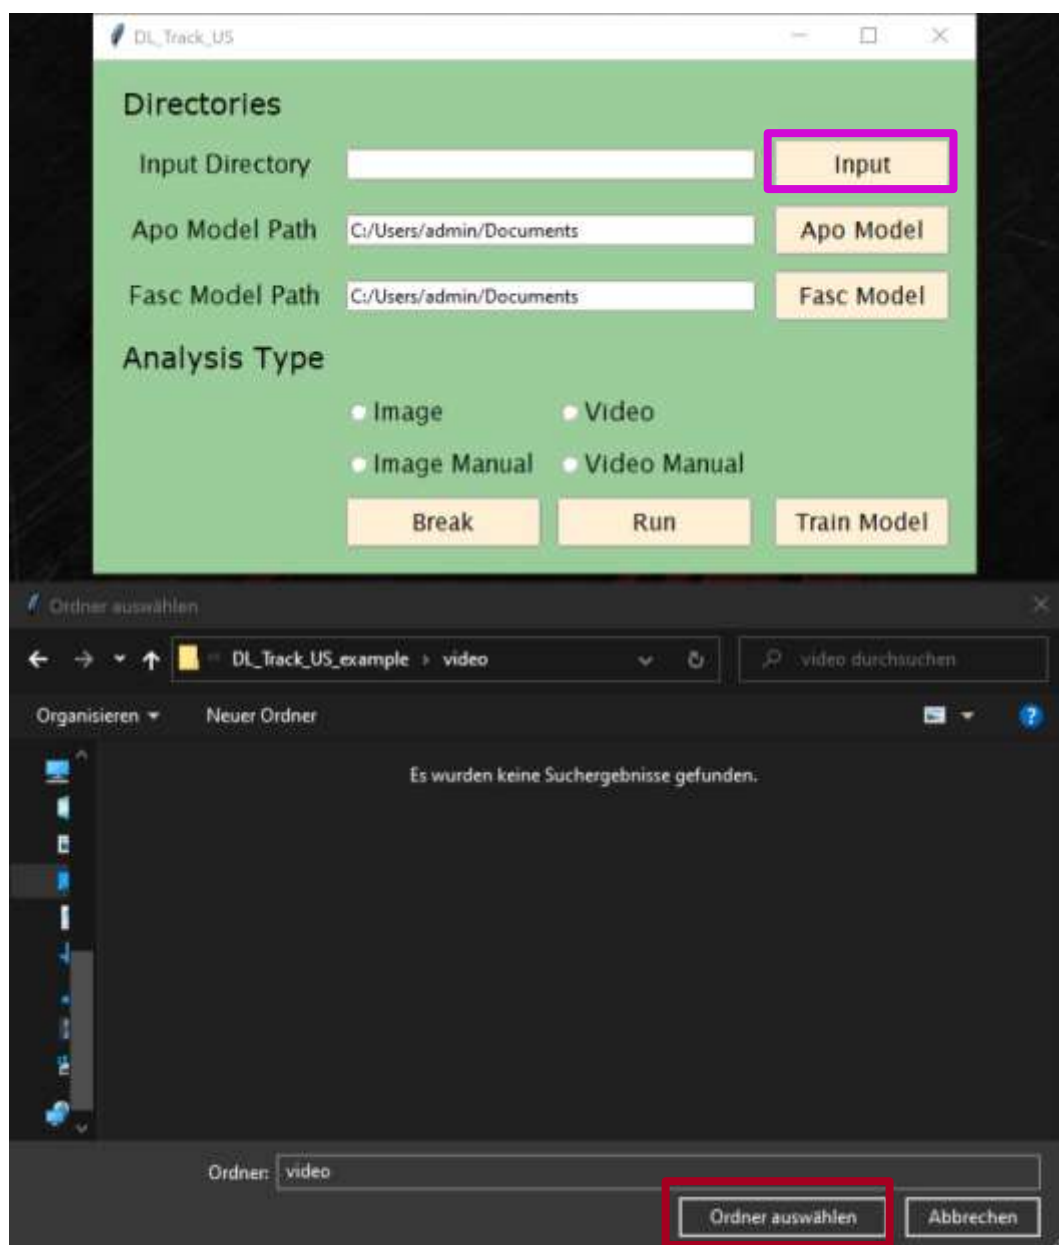 DL_Track_US
Directories
Input Directory
Input
Apo Model Path
C:/Users/admin/Documents
Apo Model
Fasc Model Path
C:/Users/admin/Documents
Fasc Model
Analysis Type
Image
Video
Image Manual
Video Manual
Break
Run
Train Model
Ordner auswählen
DL_Track_US_example › video
video durchsuchen
Organisieren
Neuer Ordner
?
Es wurden keine Suchergebnisse gefunden.
Ordner: video
Ordner auswählen
Abbrechen